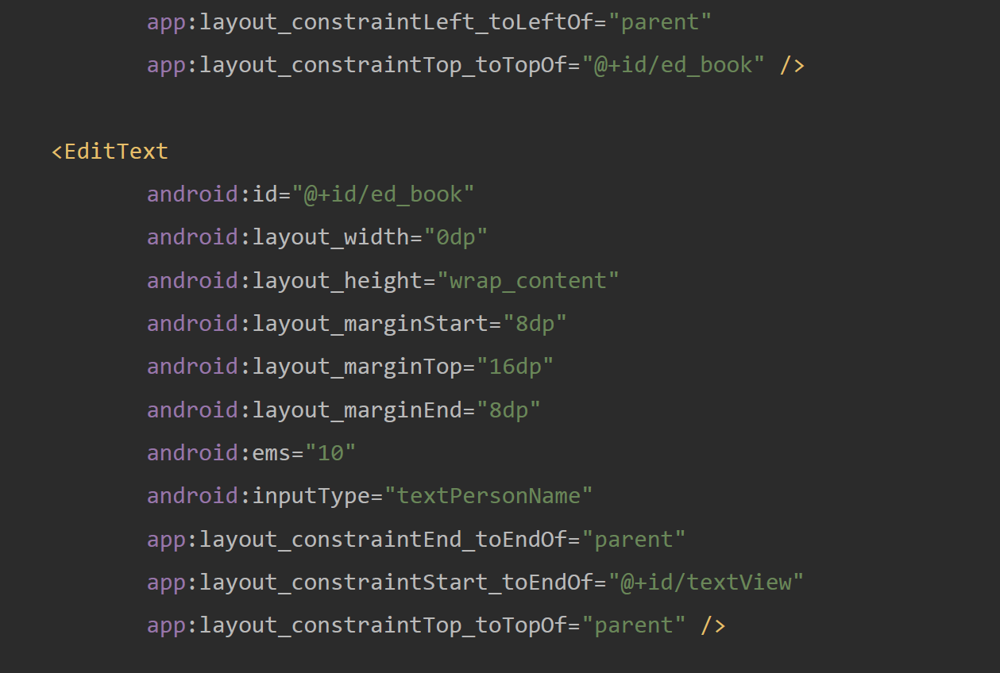 app:layout_constraintLeft_toLeftOf="parent"
app:layout_constraintTop_toTopOf="@+id/ed_book" />
<EditText
android:id="@+id/ed_book"
android:layout_width="0dp"
android:layout_height="wrap_content"
android:layout_marginStart="8dp"
android:layout_marginTop="16dp"
android:layout_marginEnd="8dp"
android:ems="10"
android:inputType="textPersonName"
app:layout_constraintEnd_toEndOf="parent"
app:layout_constraintStart_toEndOf="@+id/textView"
app:layout_constraintTop_toTopOf="parent" />